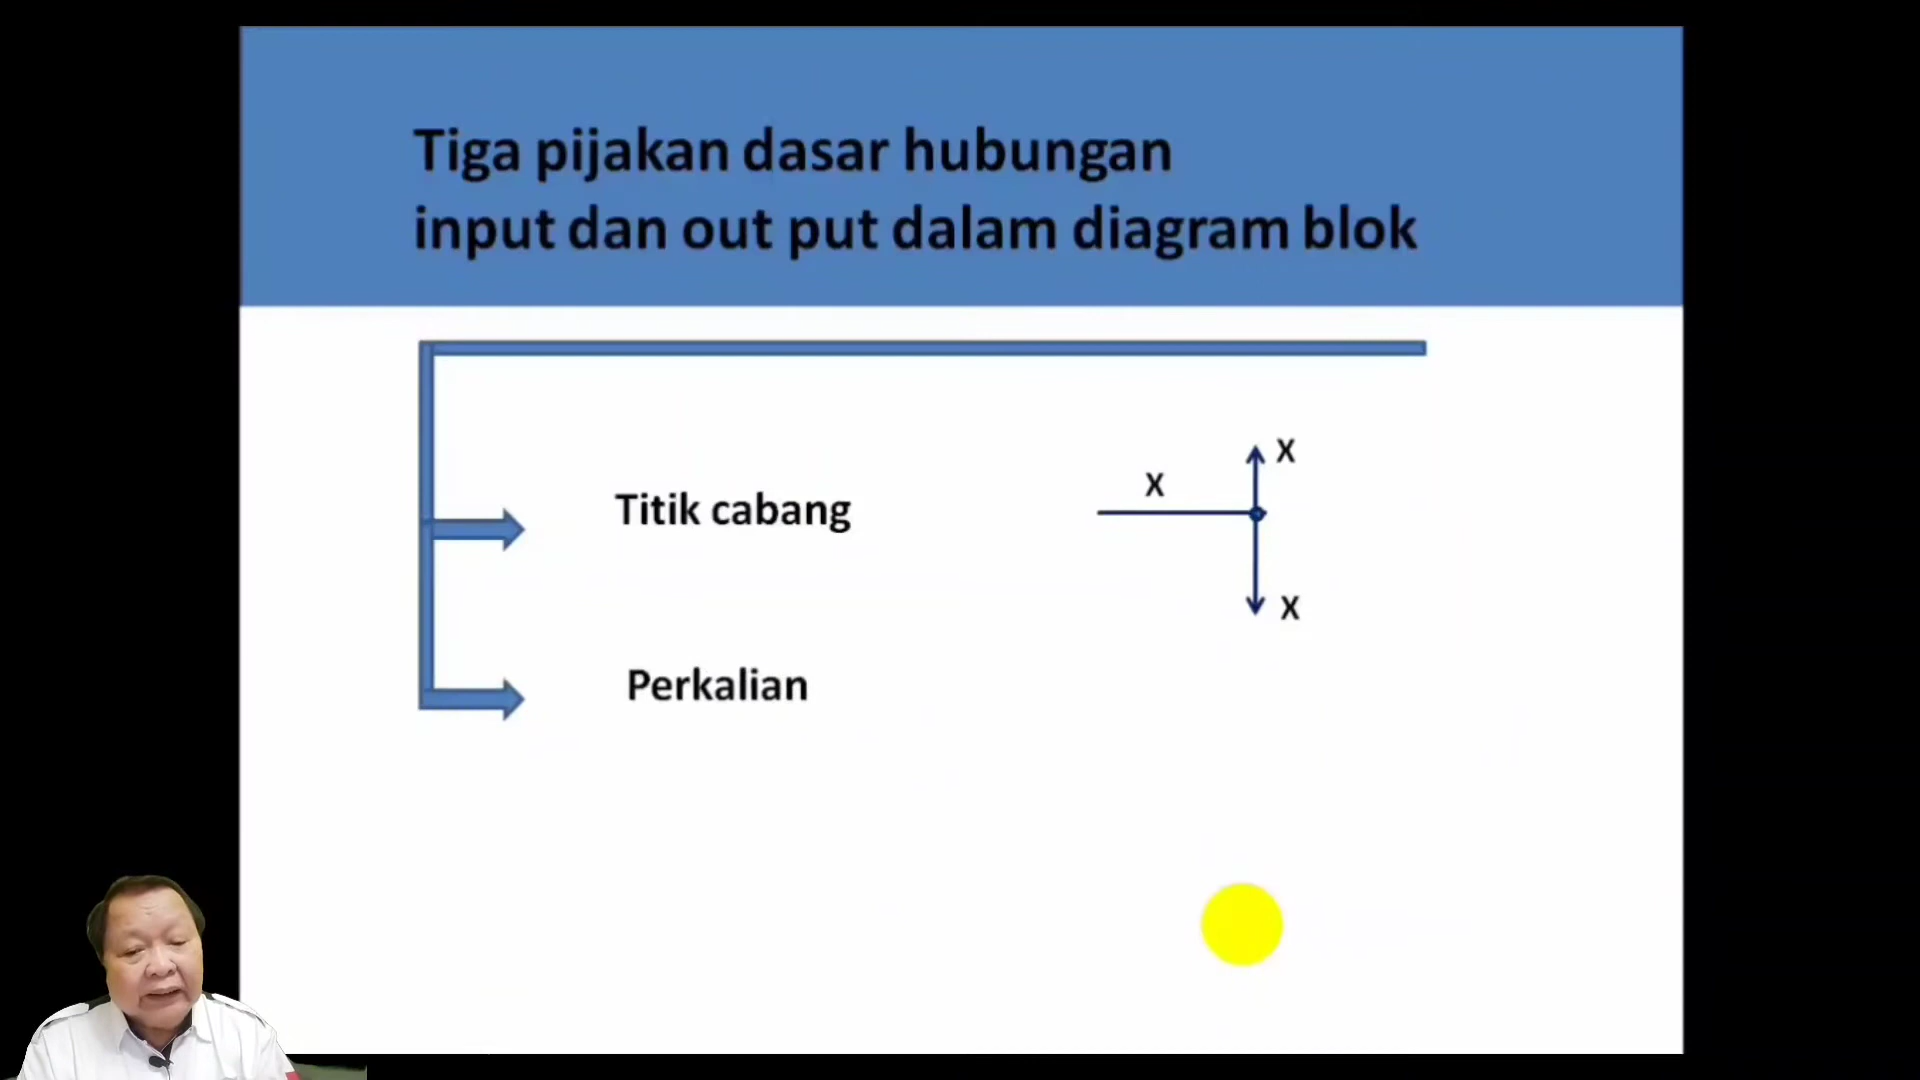 Tiga pijakan dasar hubungan
input dan out put dalam diagram blok
X
X
Titik cabang
X
Perkalian